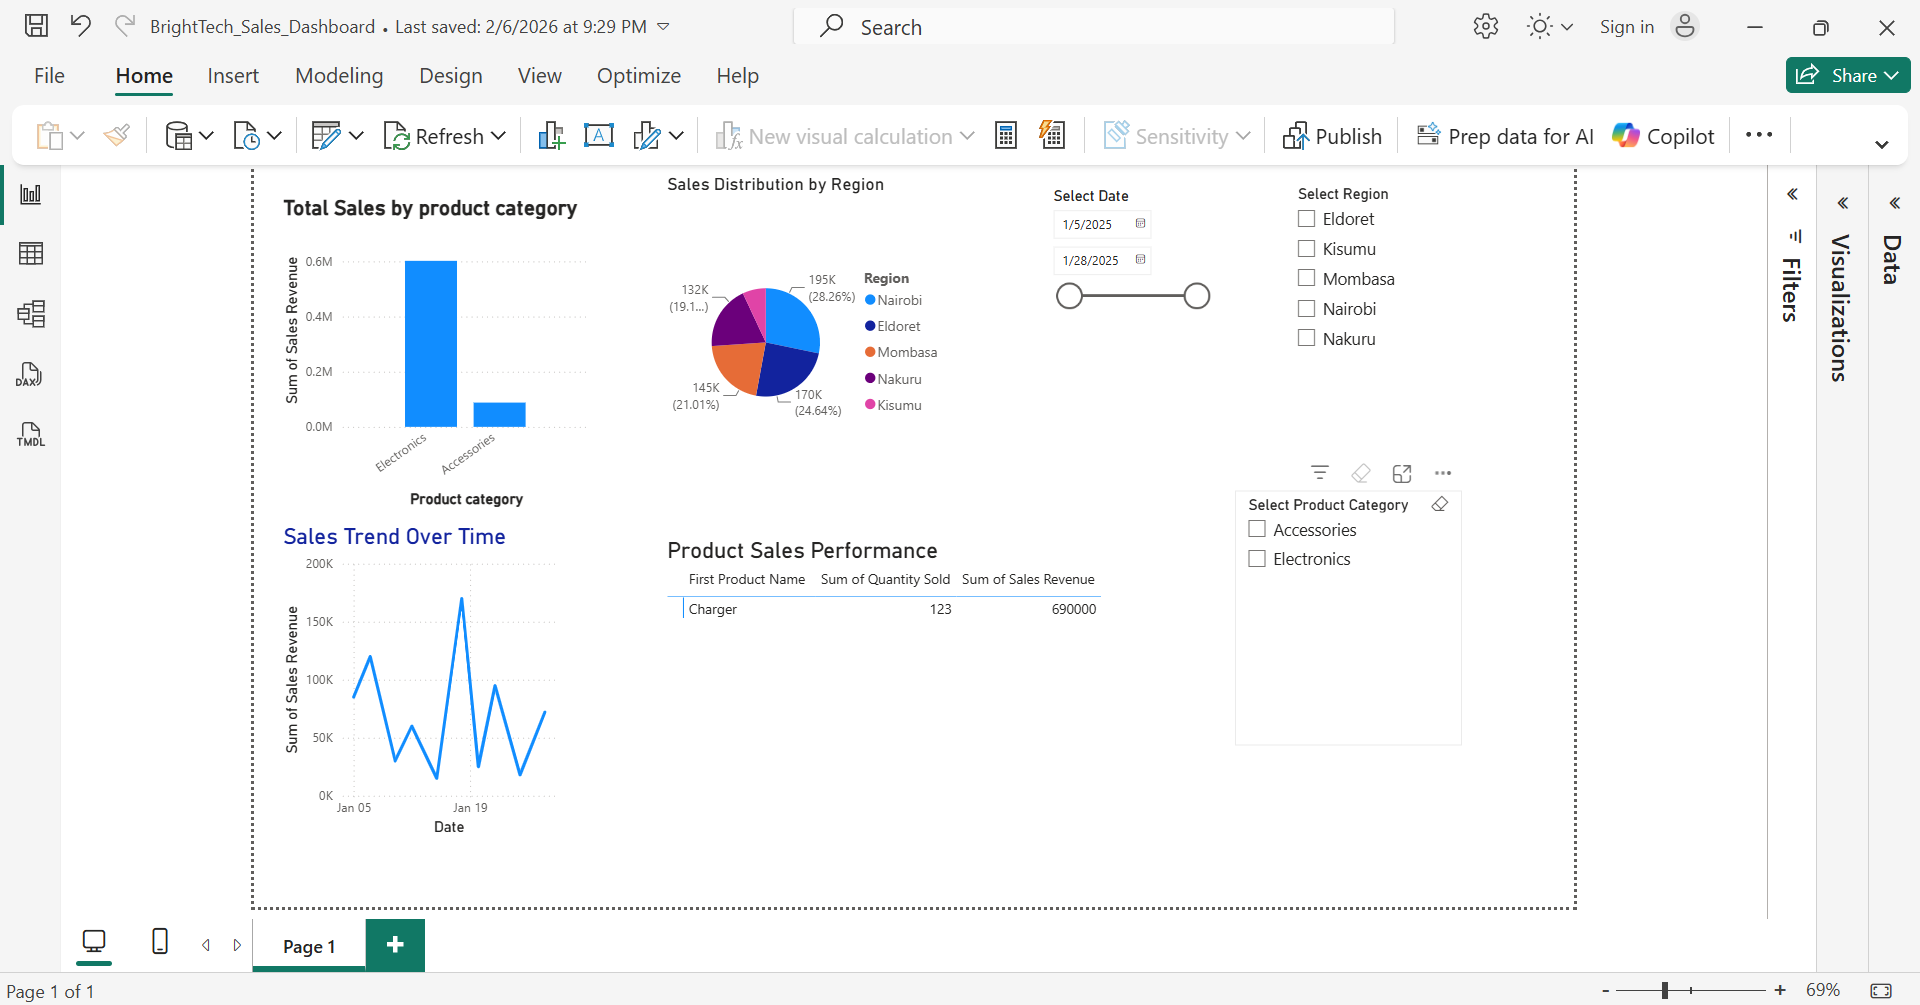 BrightTech_Sales_Dashboard • Last saved: 2/6/2026 at 9:29 PM
Search
Sign in
File
Home
Insert
Modeling
Design
View
Optimize
Help
Share
Refresh
New visual calculation
Sensitivity
Publish
Prep data for AI
Copilot
DAX
TMDL
Total Sales by product category
Sum of Sales Revenue
0.6M
0.4M
0.2M
0.0M
Electronics
Accessories
Product category
Sales Distribution by Region
195K
(28.26%)
132K
(19.1...)
145K
(21.01%)
170K
(24.64%)
Region
Nairobi
Eldoret
Mombasa
Nakuru
Kisumu
Select Date
1/5/2025
1/28/2025
Select Region
Eldoret
Kisumu
Mombasa
Nairobi
Nakuru
Sales Trend Over Time
Sum of Sales Revenue
200K
150K
100K
50K
0K
Jan 05
Jan 19
Date
Product Sales Performance
First Product Name Sum of Quantity Sold Sum of Sales Revenue
Charger 123 690000
Select Product Category
Accessories
Electronics
Filters
Visualizations
Data
Page 1
Page 1 of 1
69%